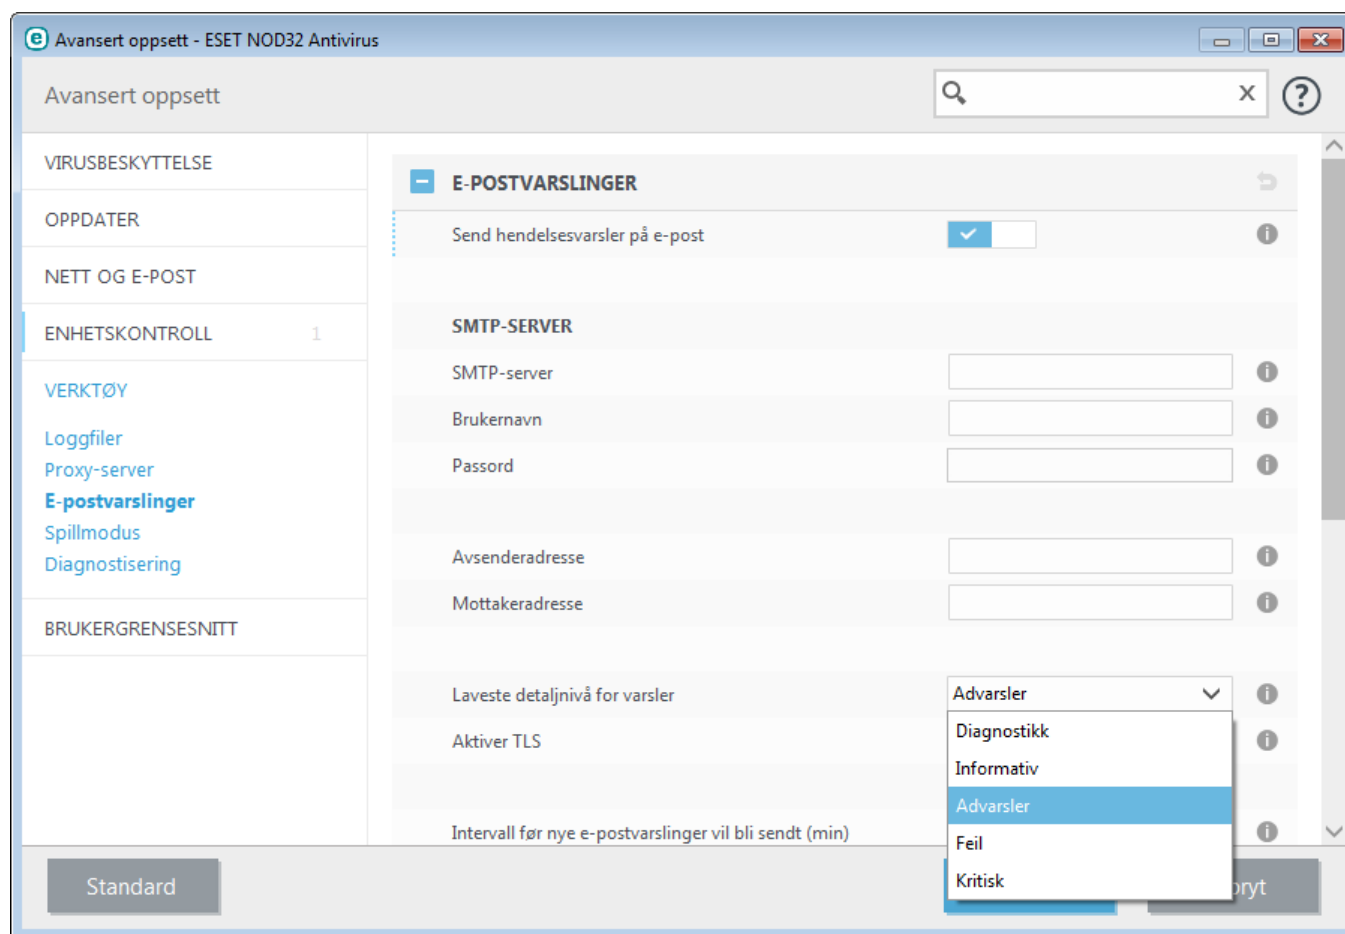 Avansert oppsett - ESET NOD32 Antivirus
Avansert oppsett
VIRUSBESKYTTELSE
OPPDATER
NETT OG E-POST
ENHETSKONTROLL 1
VERKTØY
Loggfiler
Proxy-server
E-postvarslinger
Spillmodus
Diagnostisering
BRUKERGRENSESNITT
E-POSTVARSLINGER
Send hendelsesvarsler på e-post
SMTP-SERVER
SMTP-server
Brukernavn
Passord
Avsenderadresse
Mottakeradresse
Laveste detaljnivå for varsler Advarsler
Aktiver TLS
Diagnostikk
Informativ
Advarsler
Feil
Kritisk
Intervall før nye e-postvarslinger vil bli sendt (min)
Standard